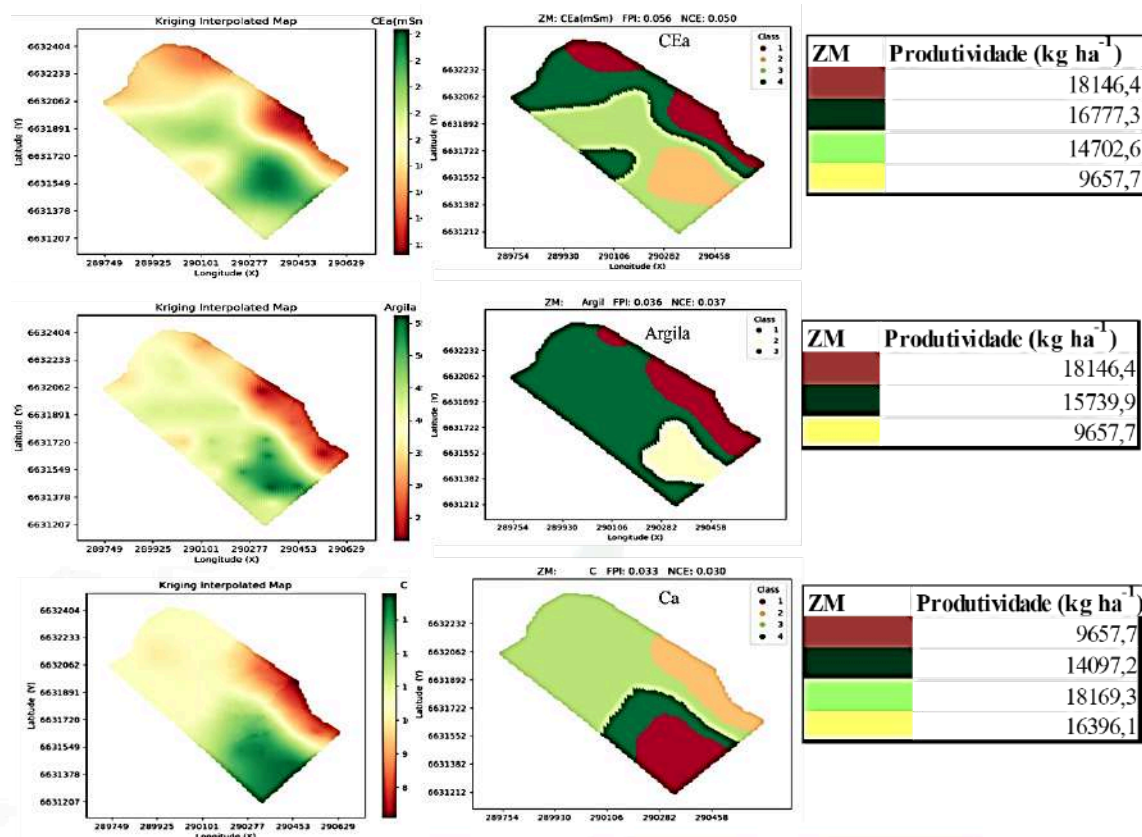 Kriging Interpolated Map
CEa(mSm
Latitude (Y)
6632404
6632233
6632062
6631891
6631720
6631549
6631378
6631207
289749 289925 290101 290277 290453 290629
Longitude (X)
ZM: CEa(mSm) FPI: 0.056 NCE: 0.050
CEa
Class
1
2
3
4
Latitude (Y)
6632232
6632062
6631892
6631722
6631552
6631382
6631212
289754 289930 290106 290282 290458
Longitude (X)
ZM Produtividade (kg ha-1)
18146,4
16777,3
14702,6
9657,7
Kriging Interpolated Map
Argila
Latitude (Y)
6632404
6632233
6632062
6631891
6631720
6631549
6631378
6631207
289749 289925 290101 290277 290453 290629
Longitude (X)
ZM: Argil FPI: 0.036 NCE: 0.037
Argila
Class
1
2
3
Latitude (Y)
6632232
6632062
6631892
6631722
6631552
6631382
6631212
289754 289930 290106 290282 290458
Longitude (X)
ZM Produtividade (kg ha-1)
18146,4
15739,9
9657,7
Kriging Interpolated Map
C
Latitude (Y)
6632404
6632233
6632062
6631891
6631720
6631549
6631378
6631207
9
8
289749 289925 290101 290277 290453 290629
Longitude (X)
ZM: C FPI: 0.033 NCE: 0.030
Ca
Class
1
2
3
4
Latitude (Y)
6632232
6632062
6631892
6631722
6631552
6631382
6631212
289754 289930 290106 290282 290458
Longitude (X)
ZM Produtividade (kg ha-1)
9657,7
14097,2
18169,3
16396,1